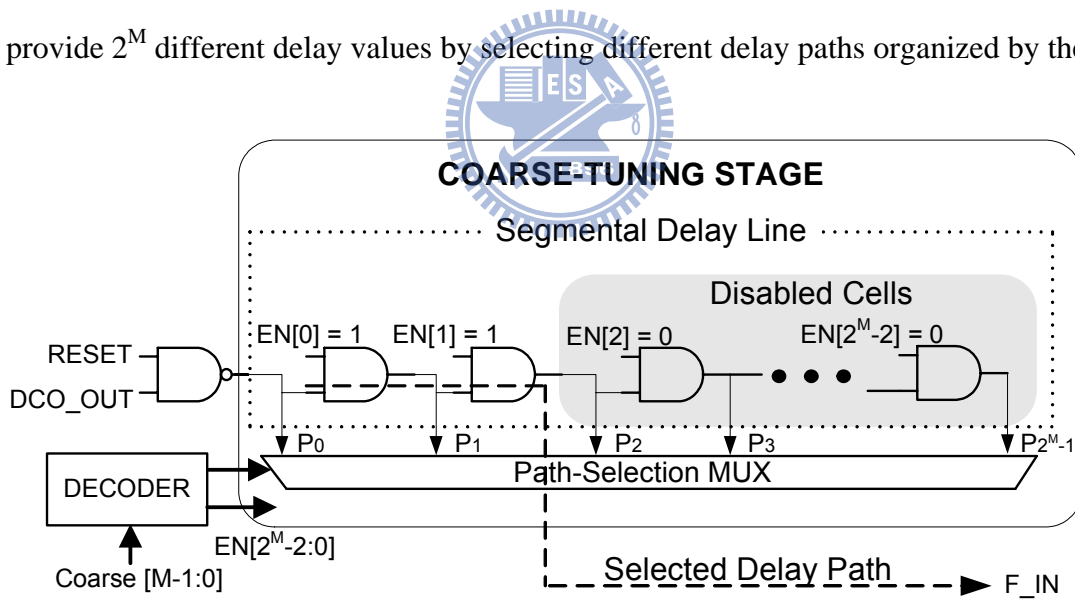 provide 2^M different delay values by selecting different delay paths organized by the
E S A
8
1896
COARSE-TUNING STAGE
Segmental Delay Line
Disabled Cells
EN[0] = 1
EN[1] = 1
EN[2] = 0
EN[2^M-2] = 0
RESET
DCO_OUT
P0
P1
P2
P3
P2^M-1
Path-Selection MUX
DECODER
EN[2^M-2:0]
Coarse [M-1:0]
Selected Delay Path
F_IN